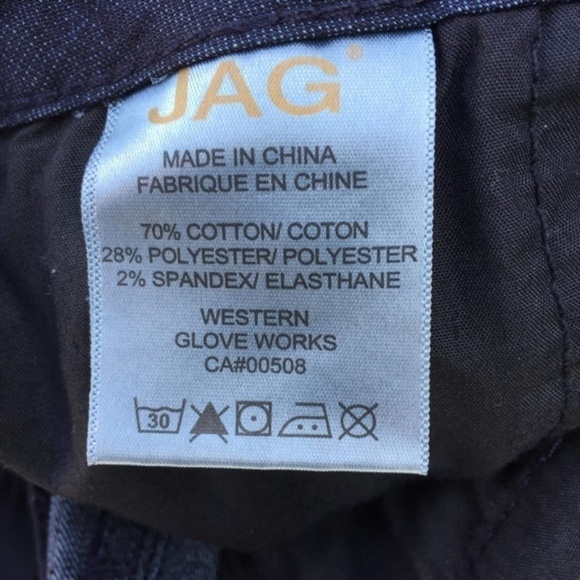 JAG®
MADE IN CHINA
FABRIQUE EN CHINE
70% COTTON/ COTON
28% POLYESTER/ POLYESTER
2% SPANDEX/ ELASTHANE
WESTERN
GLOVE WORKS
CA#00508
30